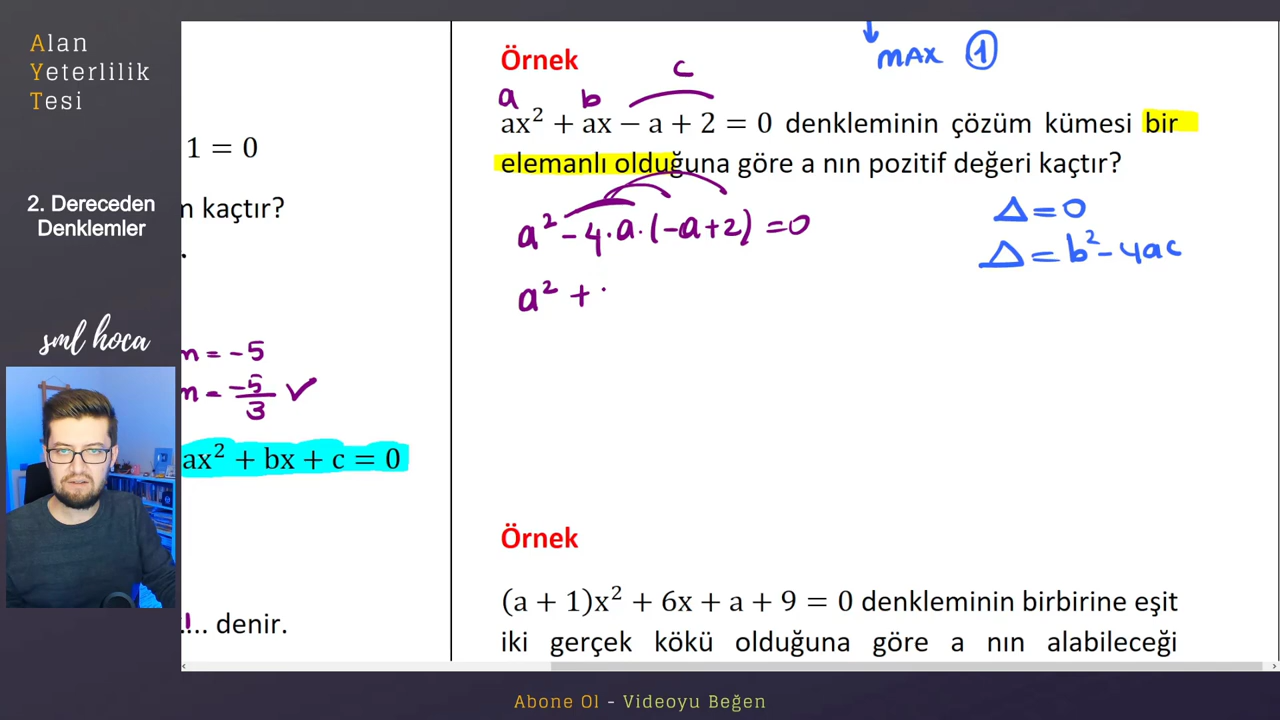 Alan
Yeterlilik
Tesi
2. Dereceden
Denklemler
sml hoca
1 = 0
m kaçtır?
m = -5
m = -5/3 ✓
ax² + bx + c = 0
.... denir.
↓
MAX ①
Örnek
a b c
ax² + ax − a + 2 = 0 denkleminin çözüm kümesi bir
elemanlı olduğuna göre a nın pozitif değeri kaçtır?
a² - 4·a·(-a+2) = 0
a² +
Δ = 0
Δ = b² - 4ac
Örnek
(a + 1)x² + 6x + a + 9 = 0 denkleminin birbirine eşit
iki gerçek kökü olduğuna göre a nın alabileceği
Abone Ol - Videoyu Beğen